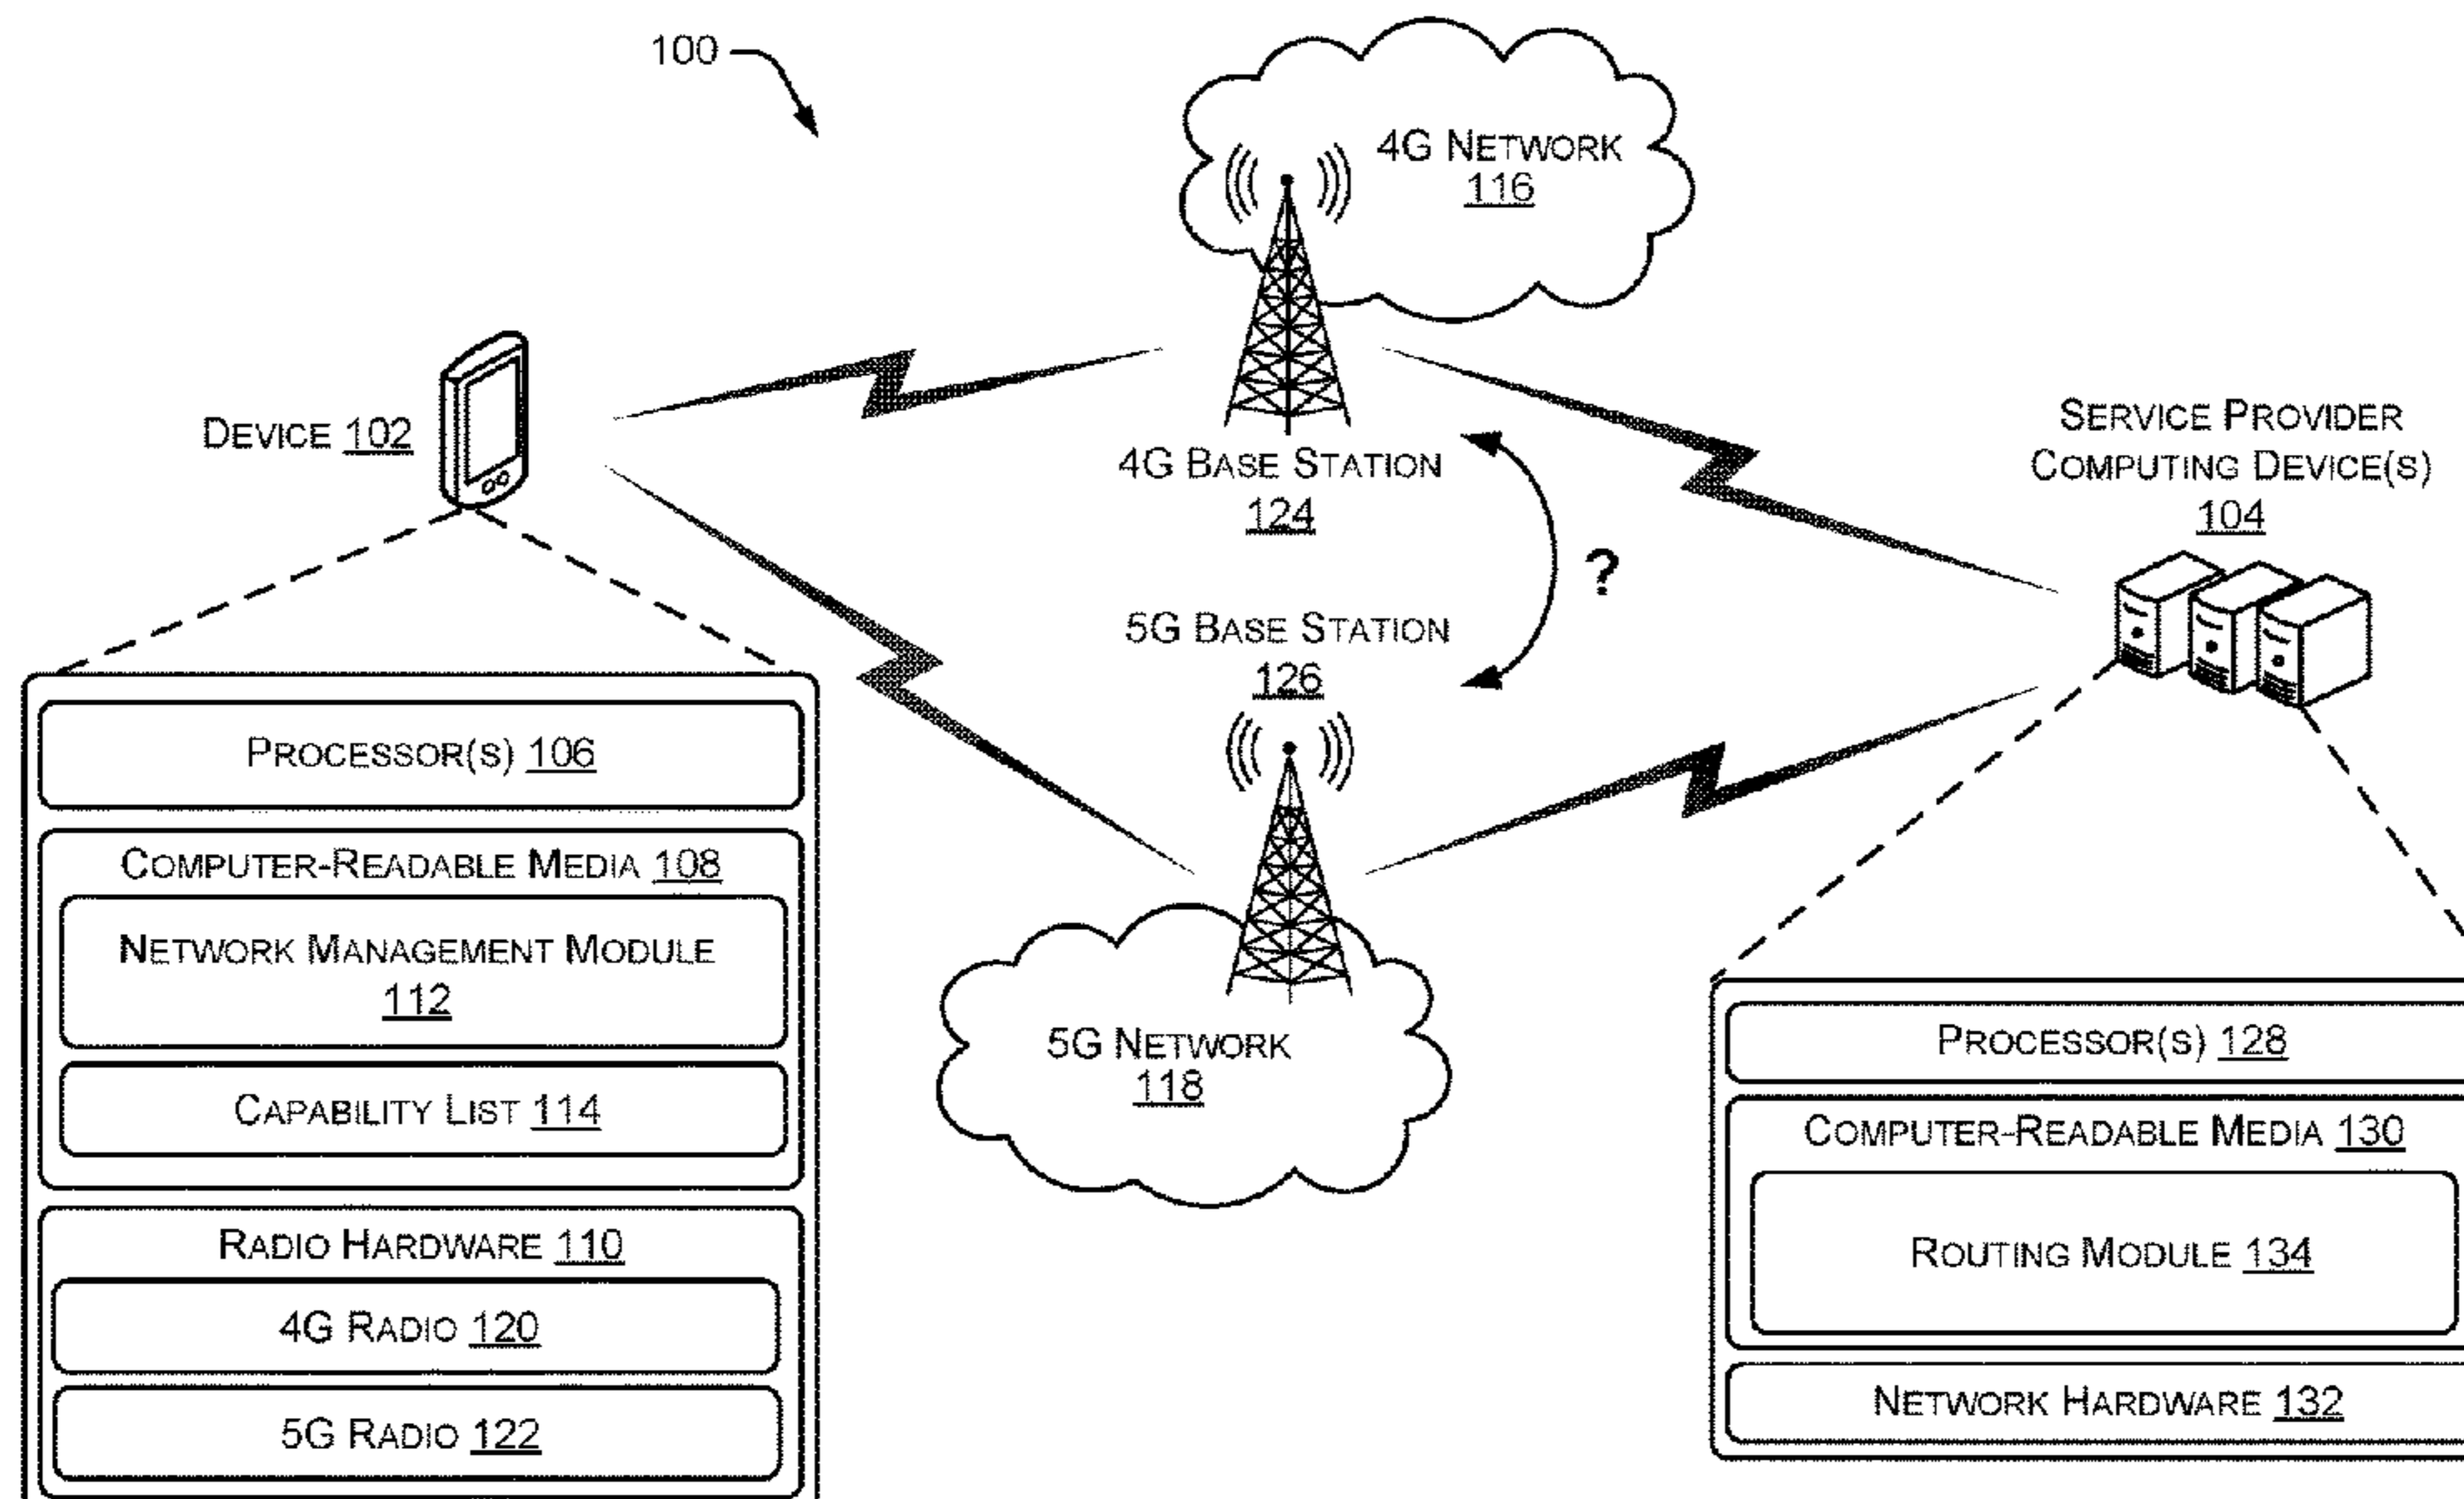 100
4G NETWORK
116
DEVICE 102
4G BASE STATION
124
SERVICE PROVIDER
COMPUTING DEVICE(S)
104
?
5G BASE STATION
126
PROCESSOR(S) 106
COMPUTER-READABLE MEDIA 108
NETWORK MANAGEMENT MODULE
112
CAPABILITY LIST 114
RADIO HARDWARE 110
4G RADIO 120
5G RADIO 122
5G NETWORK
118
PROCESSOR(S) 128
COMPUTER-READABLE MEDIA 130
ROUTING MODULE 134
NETWORK HARDWARE 132